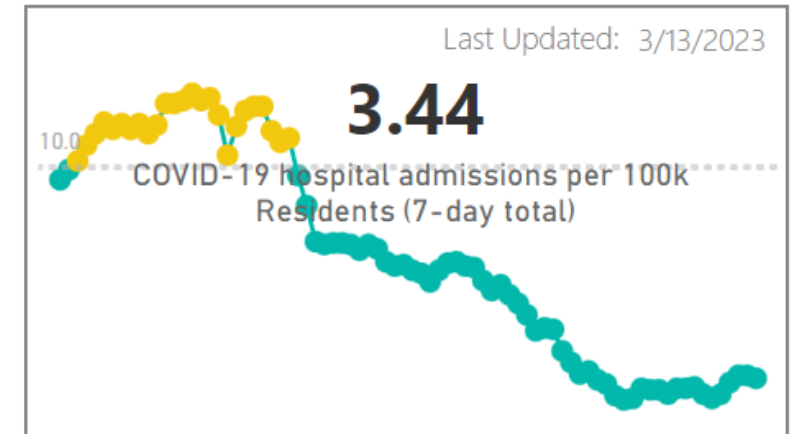 Last Updated: 3/13/2023
3.44
10.0
COVID-19 hospital admissions per 100k
Residents (7-day total)